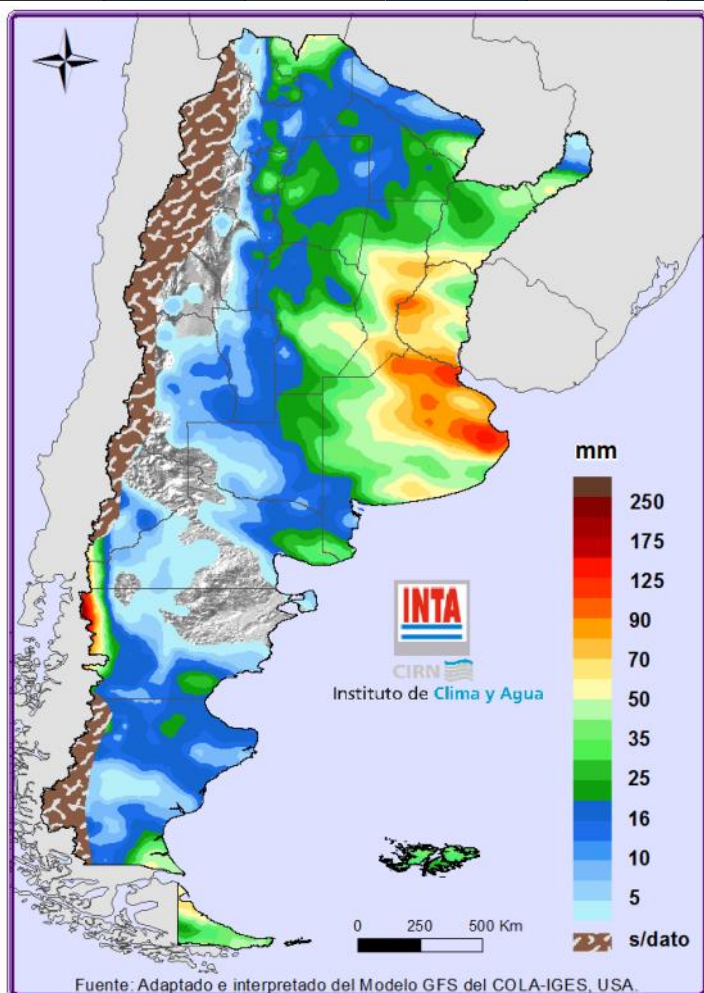 mm
250
175
125
90
70
50
35
25
16
10
5
s/dato
INTA
CIRN
Instituto de Clima y Agua
0 250 500 Km
Fuente: Adaptado e interpretado del Modelo GFS del COLA-IGES, USA.